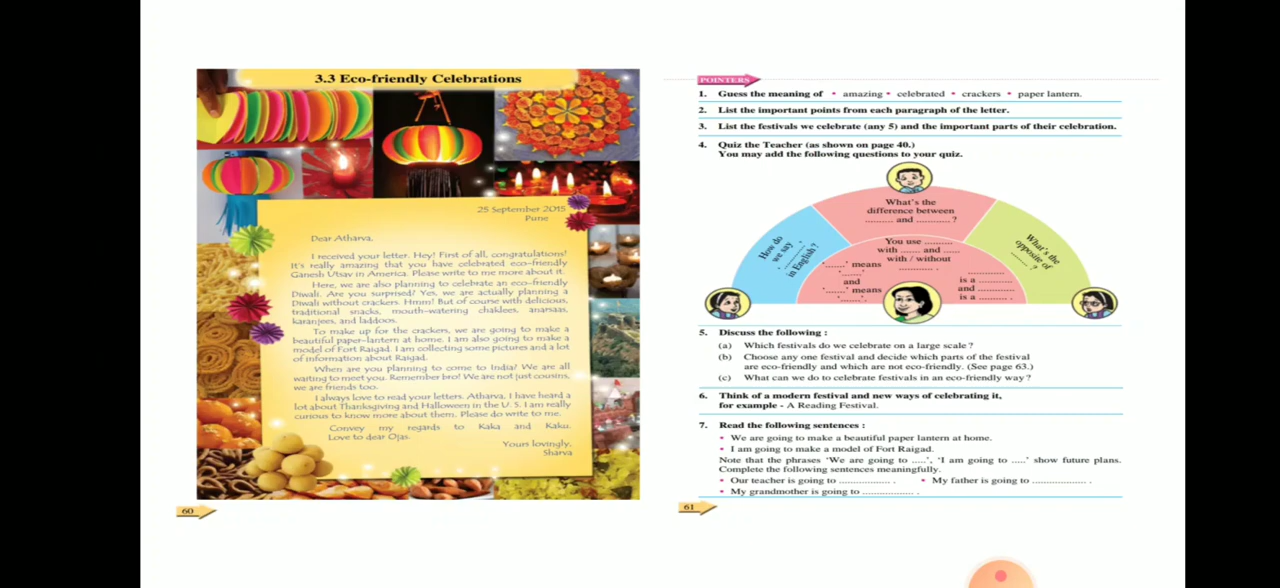 3.3 Eco-friendly Celebrations
25 September 2015
Pune
Dear Atharva,
I received your letter. Hey! First of all, congratulations!
It's really amazing that you have celebrated eco-friendly
Ganesh Utsav in America. Please write to me more about it.
Here, we are also planning to celebrate an eco-friendly
Diwali. Are you surprised? Yes, we are actually planning a
Diwali without crackers. Hmm! But of course with delicious,
traditional snacks, mouth-watering chaklees, anarsaas,
karanjees, and laddoos.
To make up for the crackers, we are going to make a
beautiful paper-lantern at home. I am also going to make a
model of Fort Raigad. I am collecting some pictures and a lot
of information about Raigad.
When are you planning to come to India? We are all
waiting to meet you. Remember bro! We are not just cousins,
we are friends too.
I always love to read your letters. Atharva, I have heard a
lot about Thanksgiving and Halloween in the U. S. I am really
curious to know more about them. Please do write to me.
Convey my regards to Kaka and Kaku.
Love to dear Ojas.
Yours lovingly,
Sharva
60
POINTERS
1. Guess the meaning of • amazing • celebrated • crackers • paper lantern.
2. List the important points from each paragraph of the letter.
3. List the festivals we celebrate (any 5) and the important parts of their celebration.
4. Quiz the Teacher (as shown on page 40.)
You may add the following questions to your quiz.
How do
we say
'..........'
in English?
What's the
difference between
.......... and ............ ?
What's the
opposite of
....... ?
You use .........
with ...... and .....
with / without
............ .
'......' means
'......'
and
'......' means
'......'.
............
is a ...........
and ...........
is a ......... .
5. Discuss the following :
(a) Which festivals do we celebrate on a large scale ?
(b) Choose any one festival and decide which parts of the festival
are eco-friendly and which are not eco-friendly. (See page 63.)
(c) What can we do to celebrate festivals in an eco-friendly way ?
6. Think of a modern festival and new ways of celebrating it,
for example - A Reading Festival.
7. Read the following sentences :
• We are going to make a beautiful paper lantern at home.
• I am going to make a model of Fort Raigad.
Note that the phrases 'We are going to .....', 'I am going to .....' show future plans.
Complete the following sentences meaningfully.
• Our teacher is going to ................ . • My father is going to ................. .
• My grandmother is going to ................ .
61